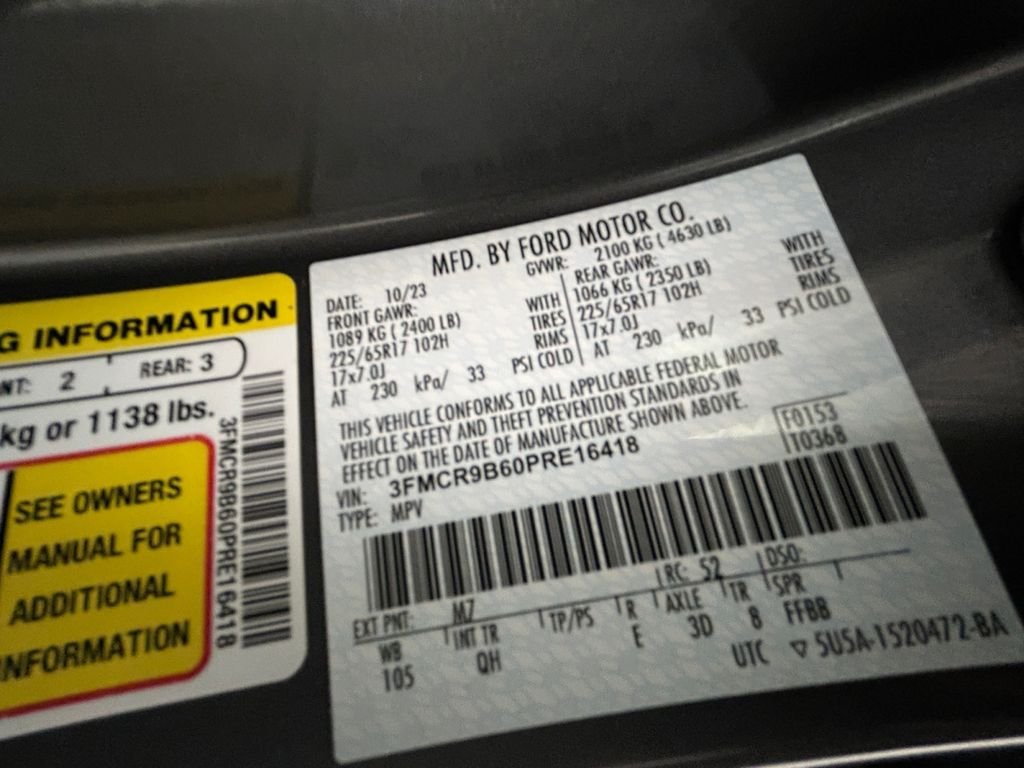 G INFORMATION
NT: 2 REAR: 3
kg or 1138 lbs.
SEE OWNERS
MANUAL FOR
ADDITIONAL
INFORMATION
3FMCR9B60PRE16418
MFD. BY FORD MOTOR CO.
DATE: 10/23 GVWR: 2100 KG ( 4630 LB)
FRONT GAWR: REAR GAWR:
1089 KG ( 2400 LB) WITH 1066 KG ( 2350 LB) WITH
225/65R17 102H TIRES 225/65R17 102H TIRES
17x7.0J RIMS 17x7.0J RIMS
AT 230 kPa/ 33 PSI COLD AT 230 kPa/ 33 PSI COLD
THIS VEHICLE CONFORMS TO ALL APPLICABLE FEDERAL MOTOR
VEHICLE SAFETY AND THEFT PREVENTION STANDARDS IN
EFFECT ON THE DATE OF MANUFACTURE SHOWN ABOVE.
VIN: 3FMCR9B60PRE16418 F0153
TYPE: MPV T0368
EXT PNT: M7 RC: 52 DSO:
WB INT TR TP/PS R AXLE TR SPR
105 QH E 3D 8 FFBB
UTC ▽ 5U5A-1520472-BA